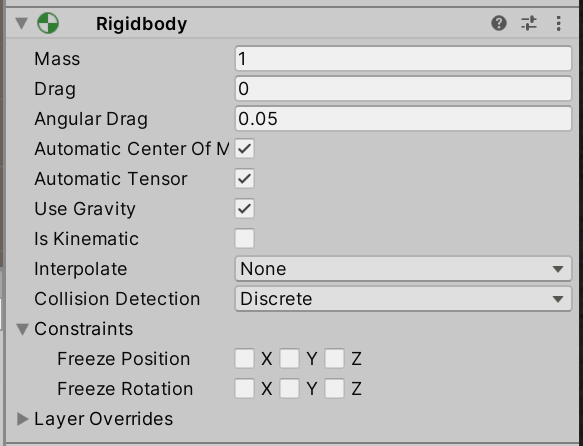 Rigidbody
Mass 1
Drag 0
Angular Drag 0.05
Automatic Center Of M
Automatic Tensor
Use Gravity
Is Kinematic
Interpolate None
Collision Detection Discrete
Constraints
Freeze Position X Y Z
Freeze Rotation X Y Z
Layer Overrides